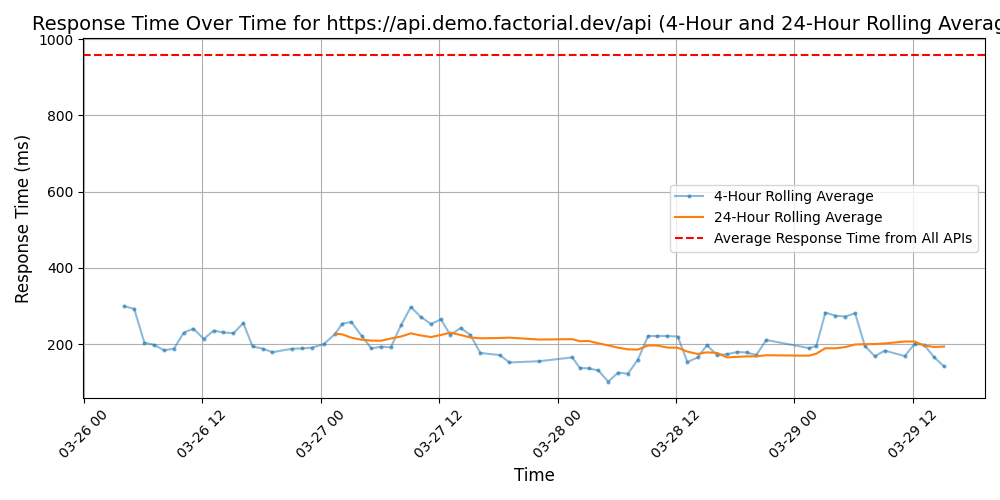 Response Time Over Time for https://api.demo.factorial.dev/api (4-Hour and 24-Hour Rolling Averag
Response Time (ms)
1000
800
600
400
200
4-Hour Rolling Average
24-Hour Rolling Average
Average Response Time from All APIs
03-26 00
03-26 12
03-27 00
03-27 12
03-28 00
03-28 12
03-29 00
03-29 12
Time